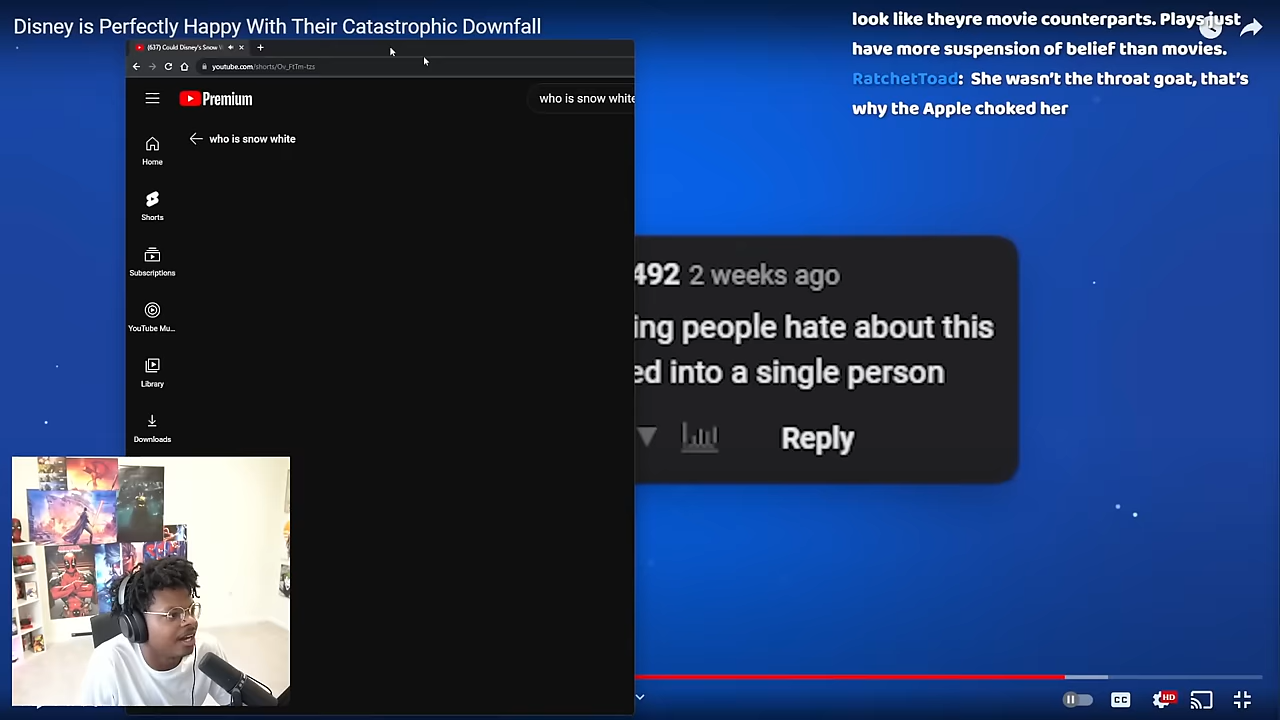 Disney is Perfectly Happy With Their Catastrophic Downfall
look like theyre movie counterparts. Plays just
have more suspension of belief than movies.
RatchetToad: She wasn't the throat goat, that's
why the Apple choked her
(637) Could Disney's Snow
youtube.com/shorts/Ov_FtTm-tzs
Premium
who is snow white
who is snow white
Home
Shorts
Subscriptions
YouTube Mu...
Library
Downloads
492 2 weeks ago
ing people hate about this
ed into a single person
Reply
CC
HD